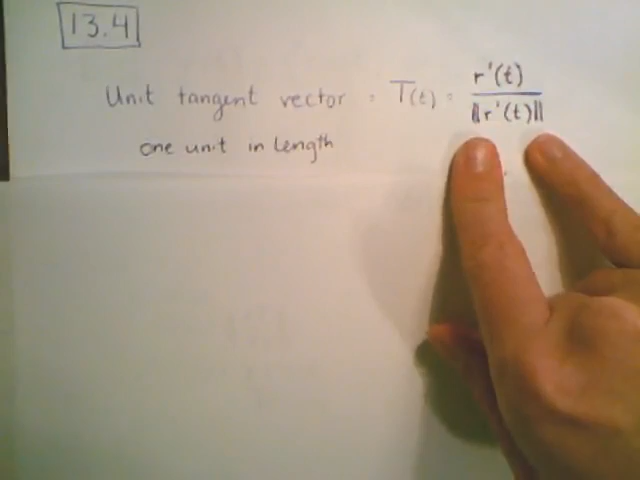 13.4
Unit tangent vector = T(t) = r'(t) / ||r'(t)||
one unit in length